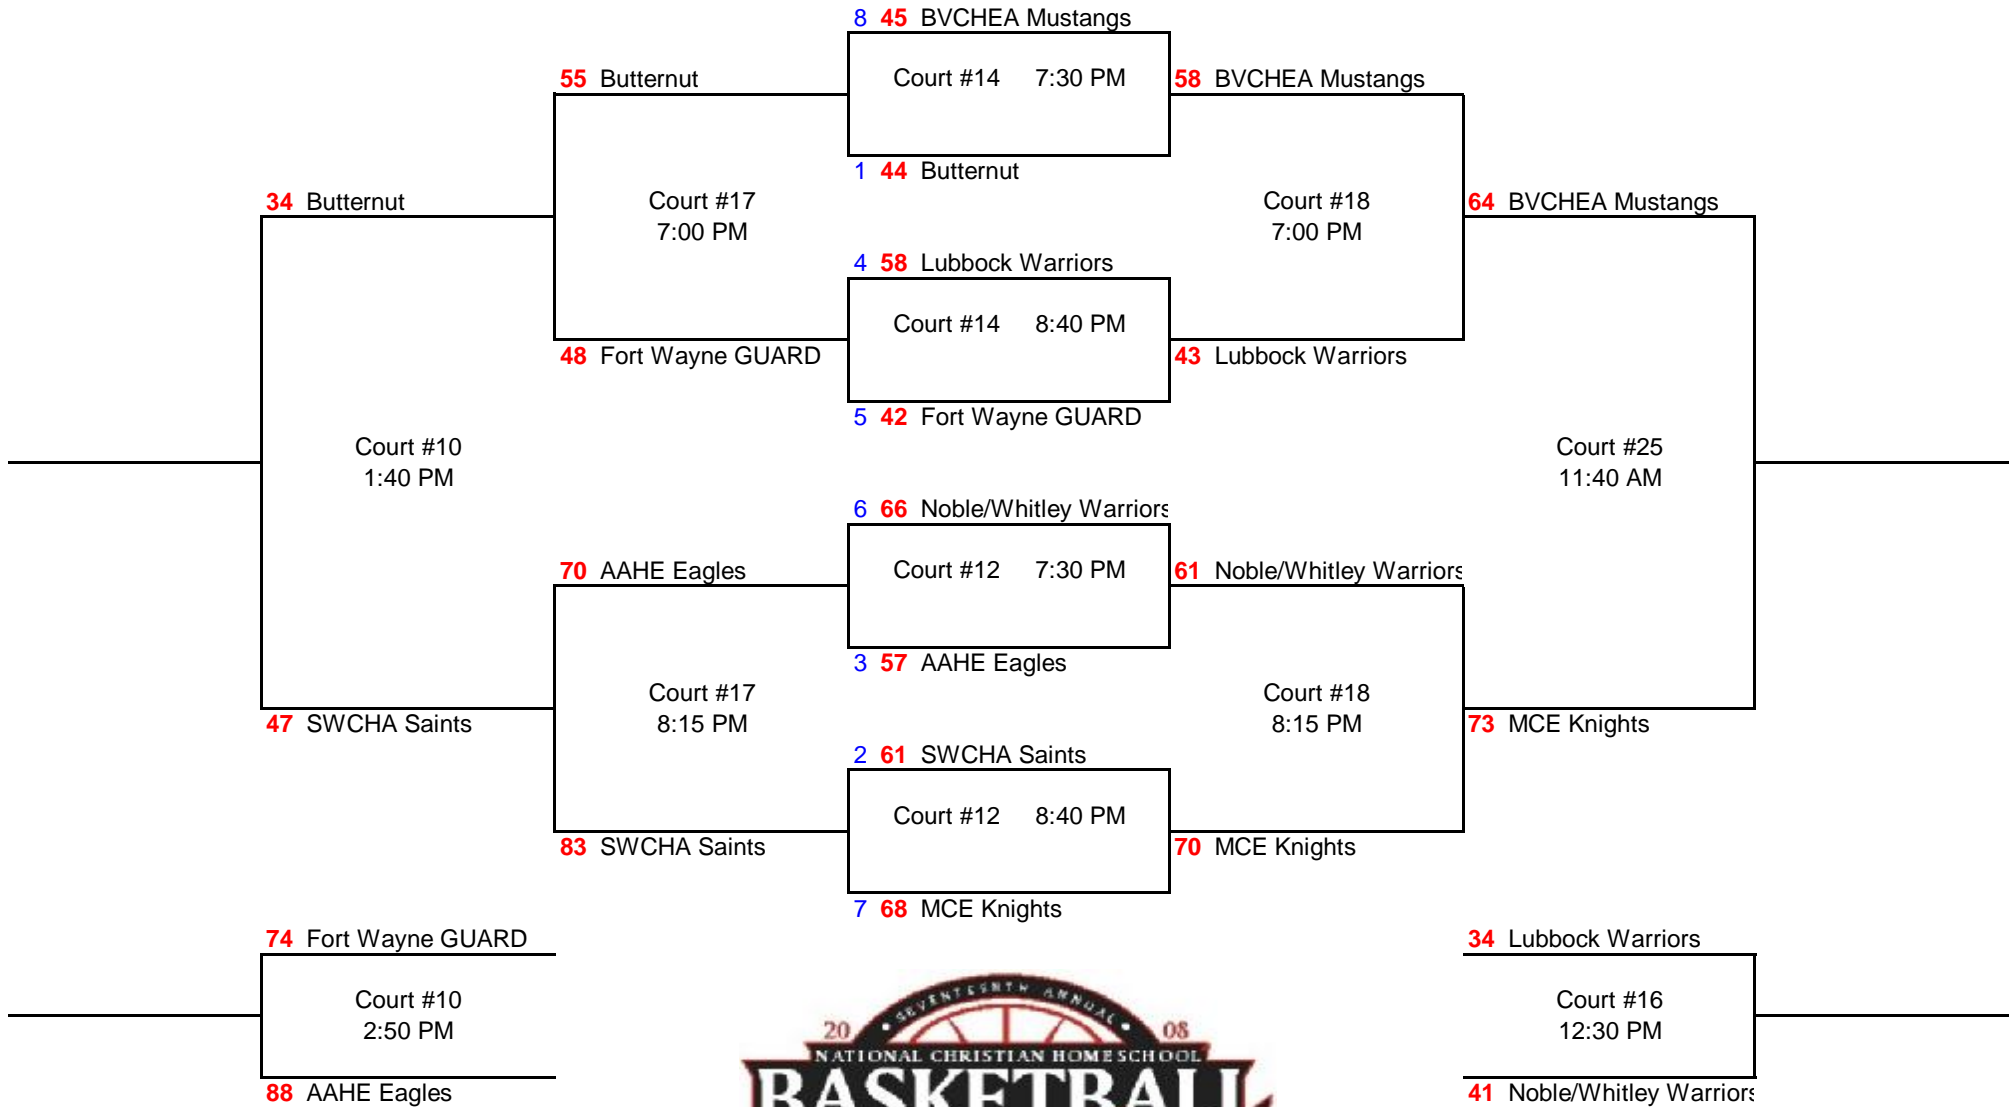 8 45 BVCHEA Mustangs
55 Butternut
Court #14 7:30 PM
58 BVCHEA Mustangs
1 44 Butternut
34 Butternut
Court #17
7:00 PM
Court #18
7:00 PM
64 BVCHEA Mustangs
4 58 Lubbock Warriors
Court #14 8:40 PM
48 Fort Wayne GUARD
43 Lubbock Warriors
5 42 Fort Wayne GUARD
Court #10
1:40 PM
Court #25
11:40 AM
6 66 Noble/Whitley Warriors
70 AAHE Eagles
Court #12 7:30 PM
61 Noble/Whitley Warriors
3 57 AAHE Eagles
47 SWCHA Saints
Court #17
8:15 PM
Court #18
8:15 PM
73 MCE Knights
2 61 SWCHA Saints
Court #12 8:40 PM
83 SWCHA Saints
70 MCE Knights
7 68 MCE Knights
74 Fort Wayne GUARD
34 Lubbock Warriors
Court #10
2:50 PM
Court #16
12:30 PM
88 AAHE Eagles
41 Noble/Whitley Warriors
SEVENTEENTH ANNUAL
20 08
NATIONAL CHRISTIAN HOMESCHOOL
BASKETBALL